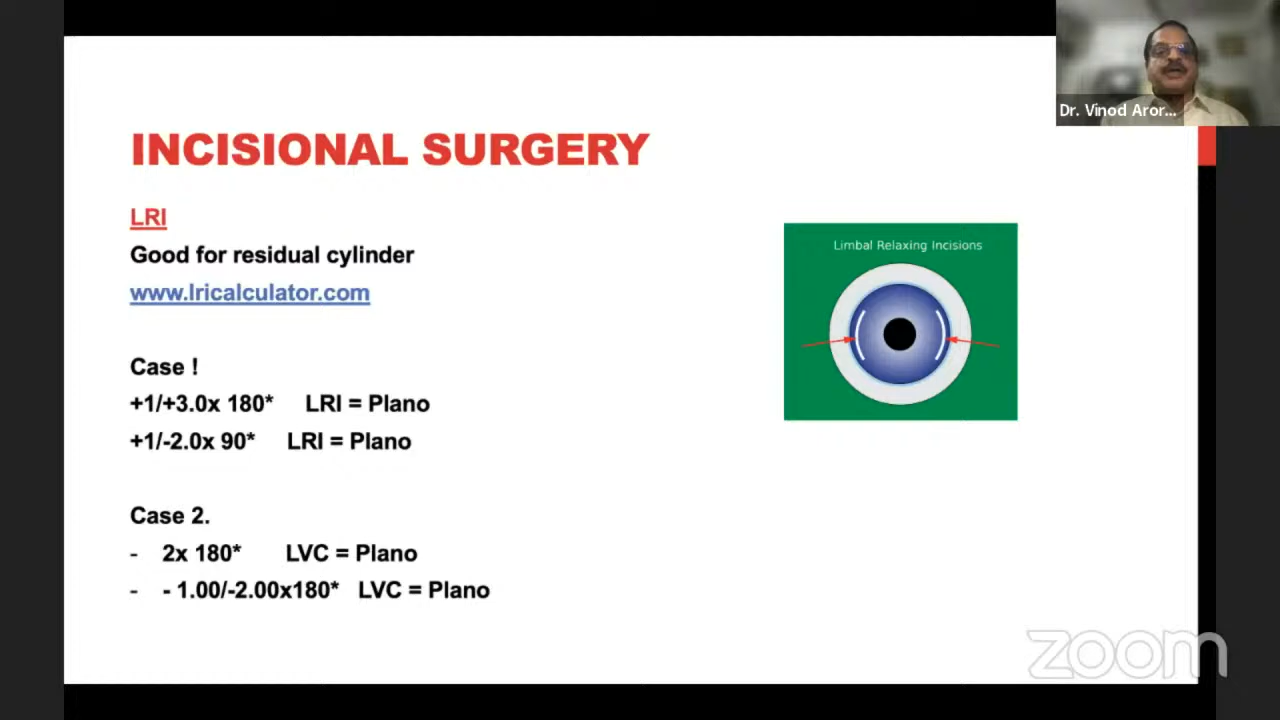 Dr. Vinod Aror...
INCISIONAL SURGERY
LRI
Good for residual cylinder
www.lricalculator.com
Limbal Relaxing Incisions
Case !
+1/+3.0x 180* LRI = Plano
+1/-2.0x 90* LRI = Plano
Case 2.
- 2x 180* LVC = Plano
- - 1.00/-2.00x180* LVC = Plano
zoom